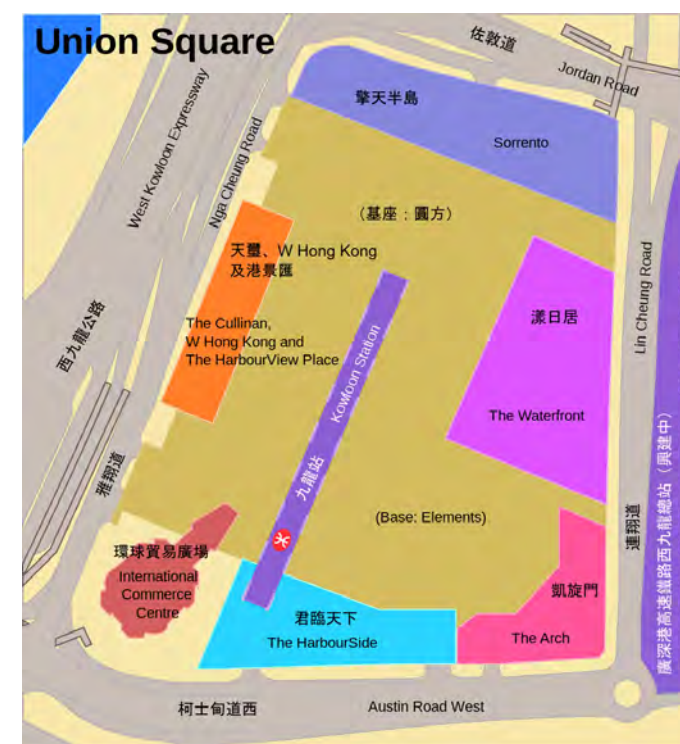 Union Square
佐敦道
Jordan Road
擎天半島
Sorrento
West Kowloon Expressway
Nga Cheung Road
(基座：圓方)
天璽、W Hong Kong
及港景匯
The Cullinan,
W Hong Kong and
The HarbourView Place
Kowloon Station
九龍站
漾日居
The Waterfront
Lin Cheung Road
西九龍公路
雅翔道
(Base: Elements)
連翔道
廣深港高速鐵路西九龍總站（興建中）
環球貿易廣場
International
Commerce
Centre
君臨天下
The HarbourSide
凱旋門
The Arch
柯士甸道西
Austin Road West